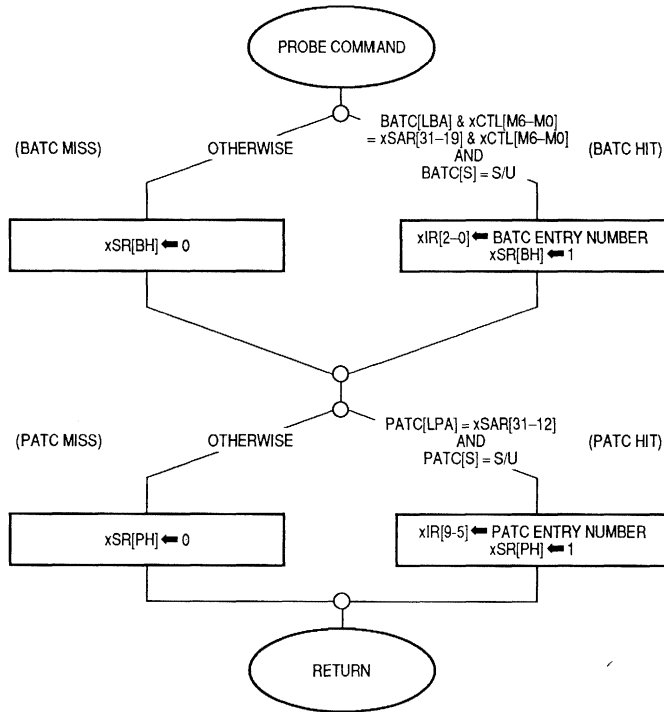 PROBE COMMAND
BATC[LBA] & xCTL[M6–M0]
= xSAR[31–19] & xCTL[M6–M0]
AND
BATC[S] = S/U
(BATC MISS)
OTHERWISE
(BATC HIT)
xSR[BH] ⬅ 0
xIR[2–0] ⬅ BATC ENTRY NUMBER
xSR[BH] ⬅ 1
PATC[LPA] = xSAR[31–12]
AND
PATC[S] = S/U
(PATC MISS)
OTHERWISE
(PATC HIT)
xSR[PH] ⬅ 0
xIR[9-5] ⬅ PATC ENTRY NUMBER
xSR[PH] ⬅ 1
RETURN